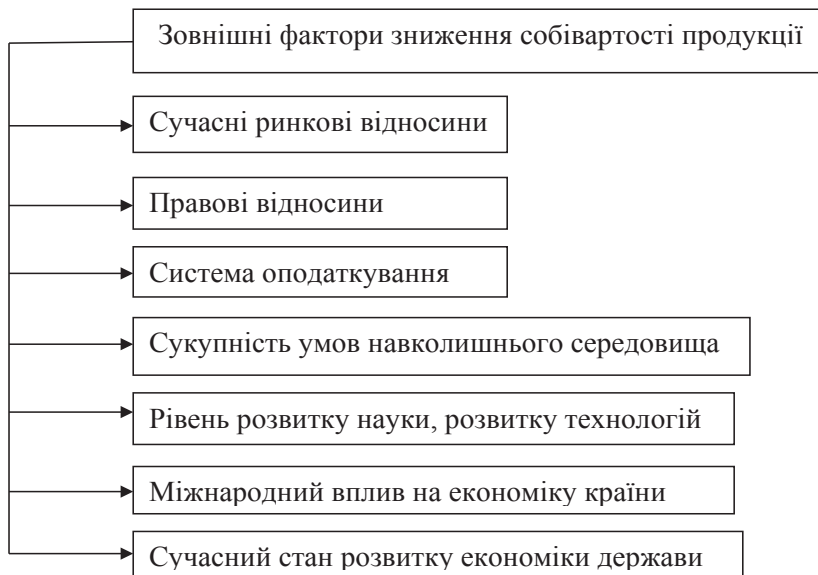 Зовнішні фактори зниження собівартості продукції
Сучасні ринкові відносини
Правові відносини
Система оподаткування
Сукупність умов навколишнього середовища
Рівень розвитку науки, розвитку технологій
Міжнародний вплив на економіку країни
Сучасний стан розвитку економіки держави